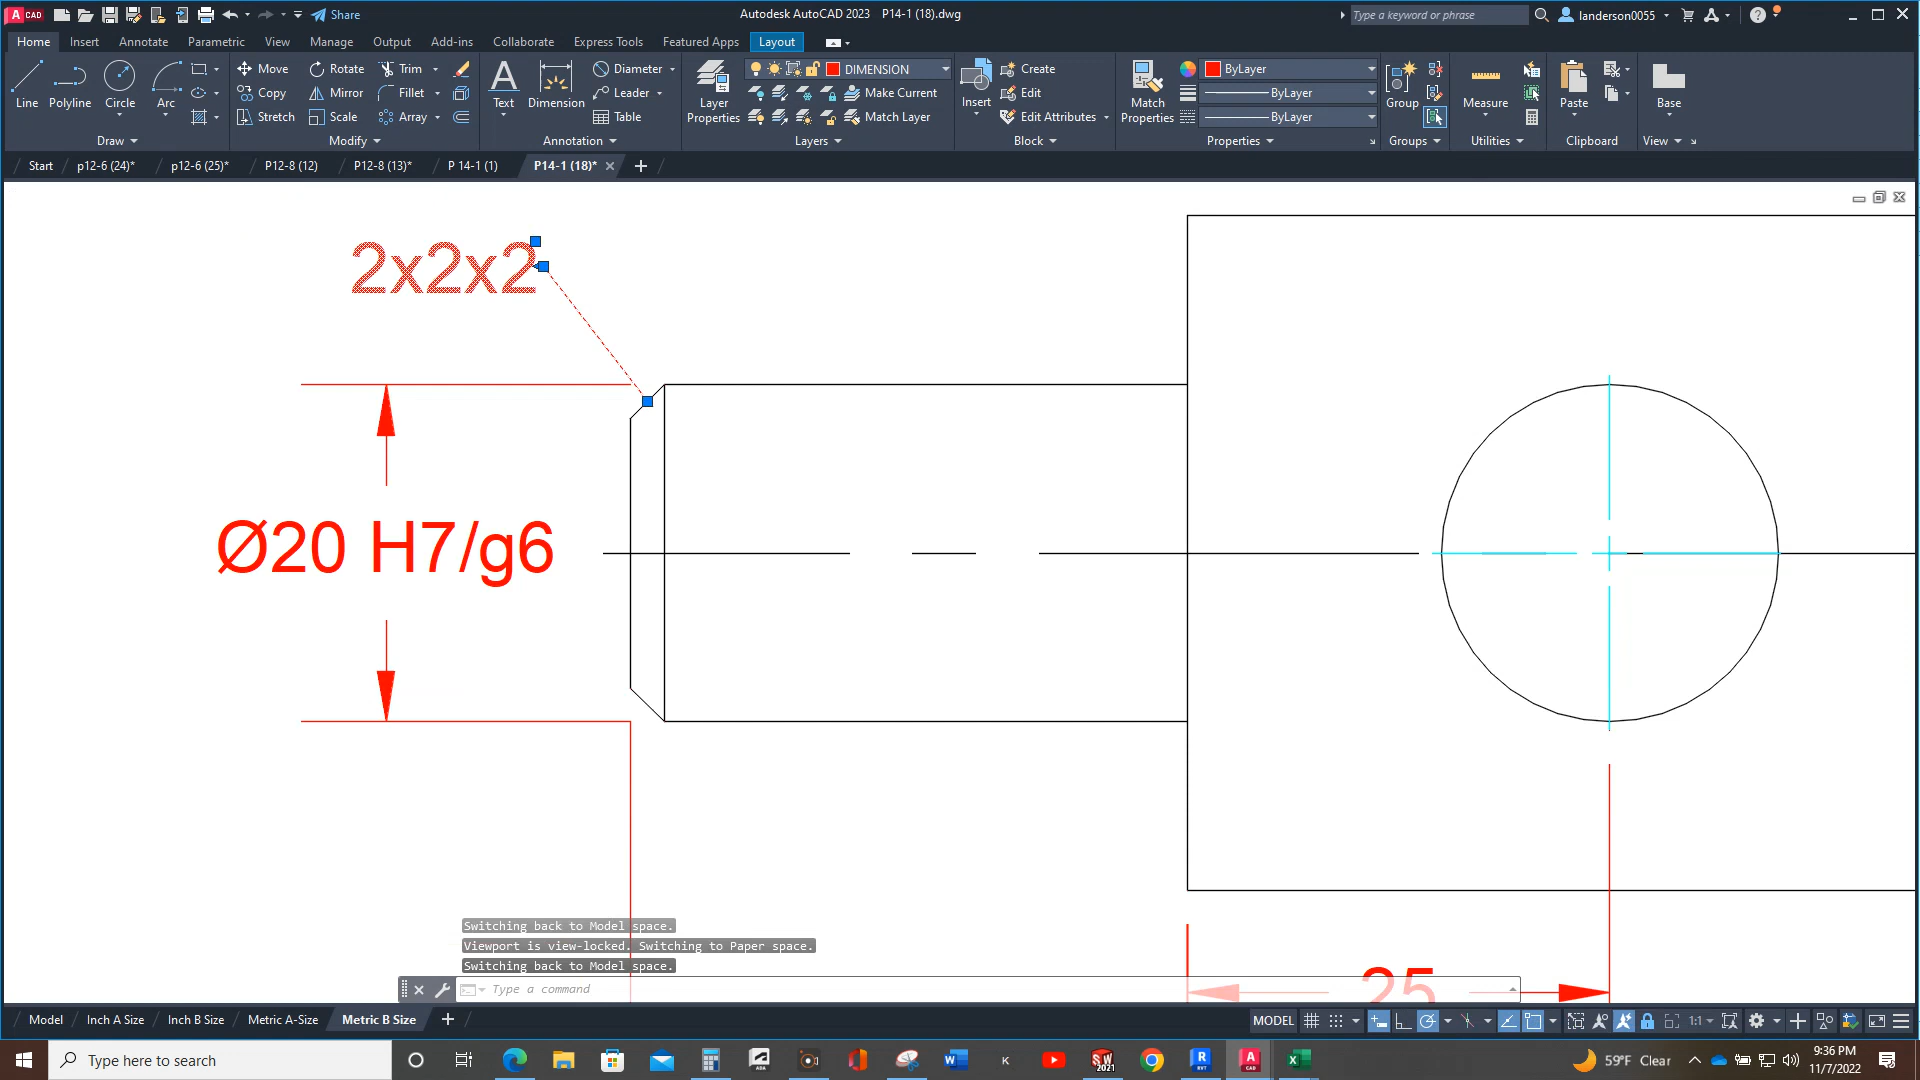 A CAD
Share
Autodesk AutoCAD 2023 P14-1 (18).dwg
Type a keyword or phrase
landerson0055
Home Insert Annotate Parametric View Manage Output Add-ins Collaborate Express Tools Featured Apps Layout
Line Polyline Circle Arc
Move Rotate Trim
Copy Mirror Fillet
Stretch Scale Array
Text Dimension
Diameter
Leader
Table
Layer Properties
DIMENSION
Make Current
Match Layer
Insert
Create
Edit
Edit Attributes
Match Properties
ByLayer
ByLayer
ByLayer
Group
Measure
Paste
Base
Draw Modify Annotation Layers Block Properties Groups Utilities Clipboard View
Start p12-6 (24)* p12-6 (25)* P12-8 (12) P12-8 (13)* P 14-1 (1) P14-1 (18)*
2x2x2
Ø20 H7/g6
25
Switching back to Model space.
Viewport is view-locked. Switching to Paper space.
Switching back to Model space.
Type a command
Model Inch A Size Inch B Size Metric A-Size Metric B Size
MODEL 1:1
Type here to search
59°F Clear
9:36 PM
11/7/2022